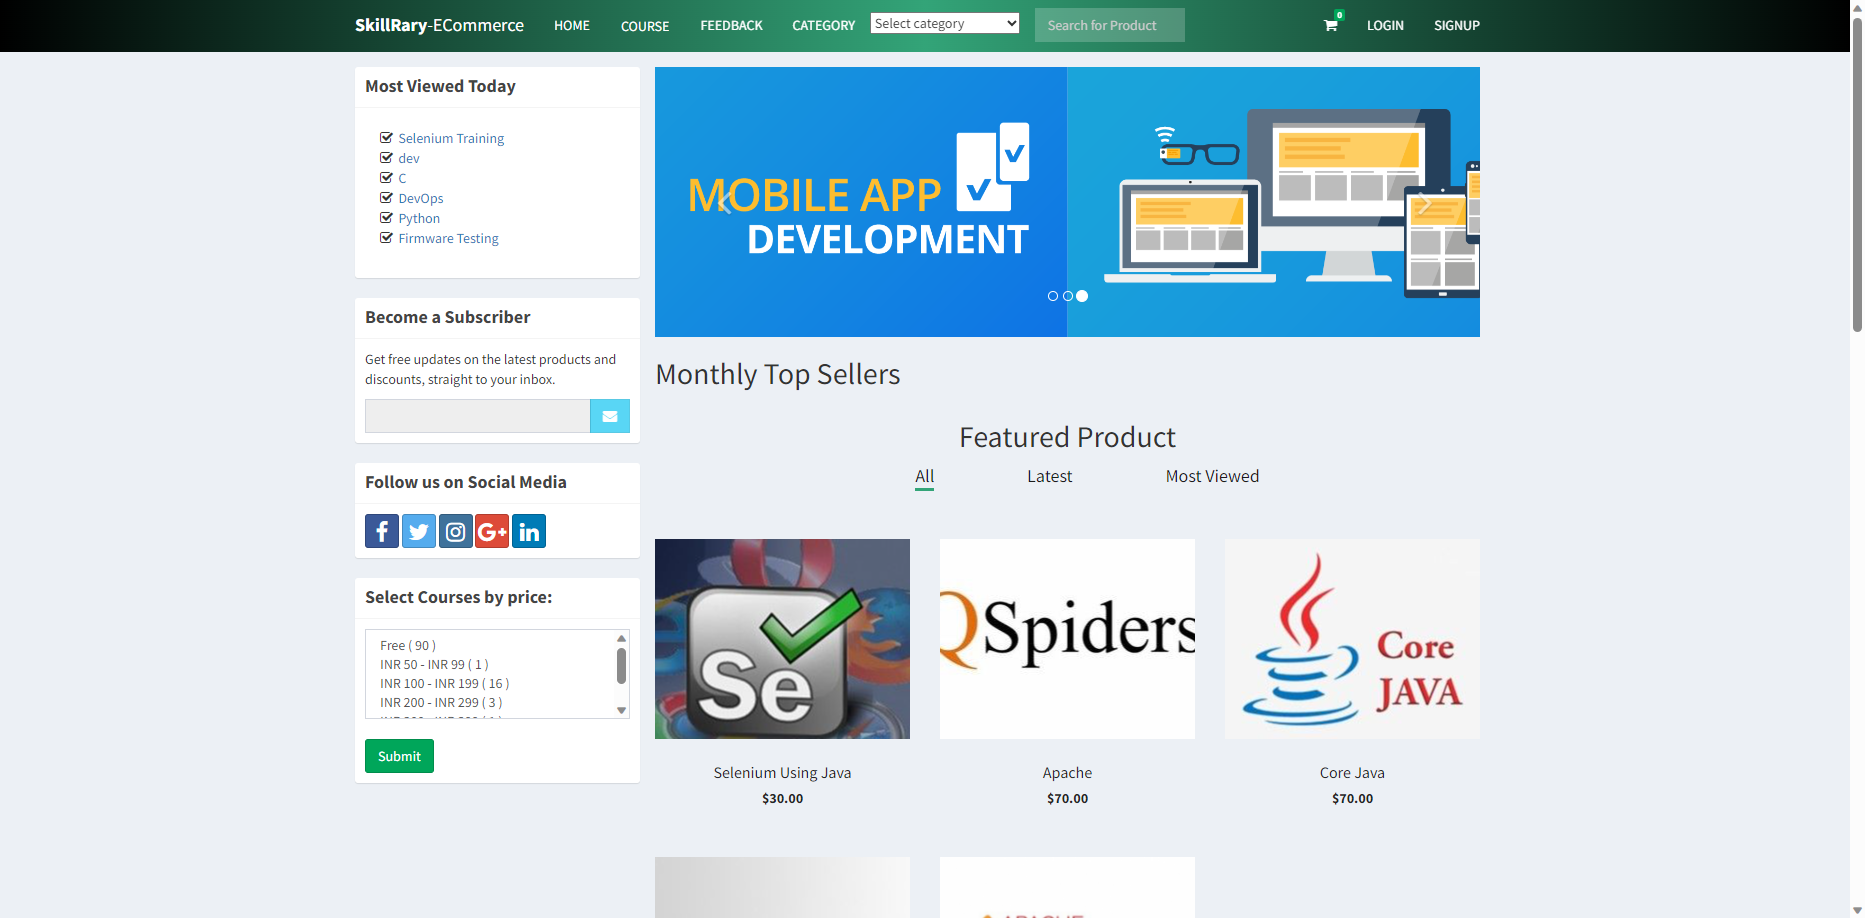 SkillRary-ECommerce
HOME
COURSE
FEEDBACK
CATEGORY
Select category
Search for Product
0
LOGIN
SIGNUP
Most Viewed Today
Selenium Training
dev
C
DevOps
Python
Firmware Testing
Become a Subscriber
Get free updates on the latest products and
discounts, straight to your inbox.
Follow us on Social Media
Select Courses by price:
Free ( 90 )
INR 50 - INR 99 ( 1 )
INR 100 - INR 199 ( 16 )
INR 200 - INR 299 ( 3 )
Submit
MOBILE APP
DEVELOPMENT
Monthly Top Sellers
Featured Product
All
Latest
Most Viewed
Se
QSpiders
Core
JAVA
Selenium Using Java
$30.00
Apache
$70.00
Core Java
$70.00